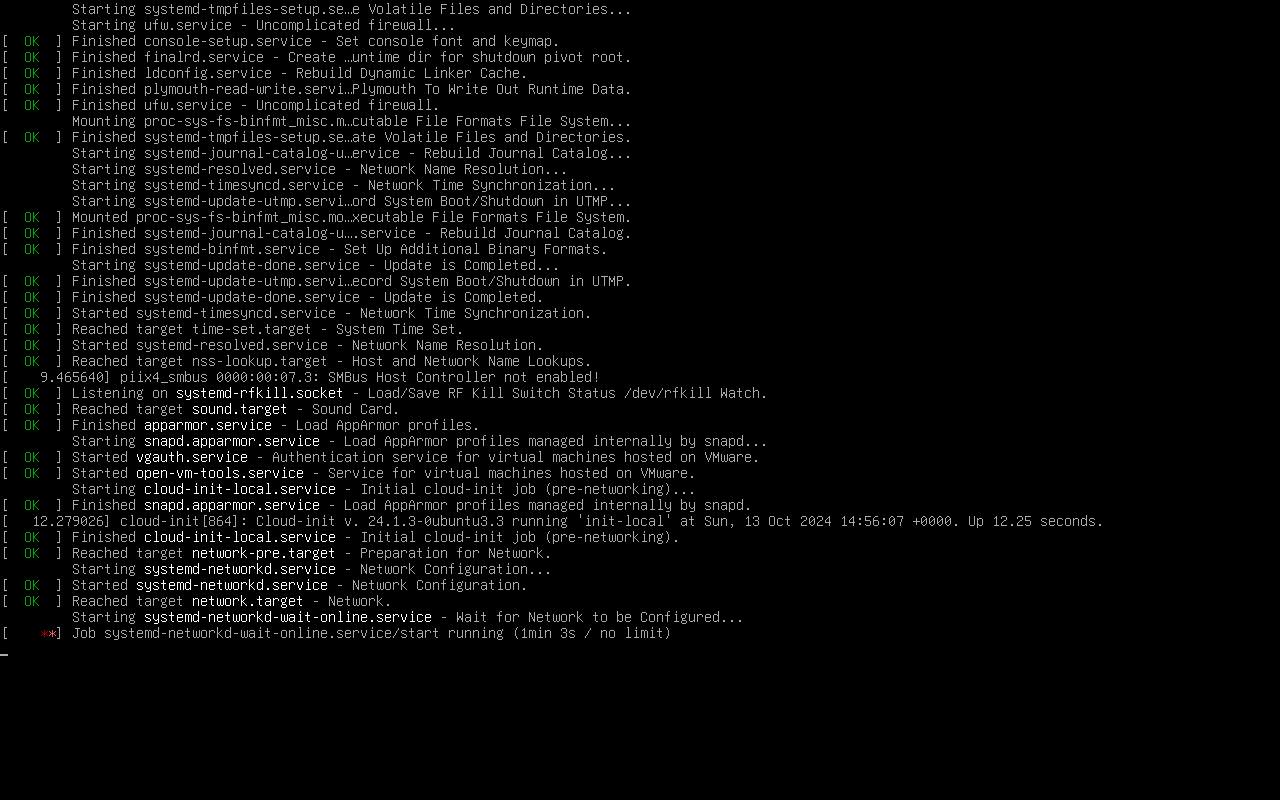 Starting systemd-tmpfiles-setup.se…e Volatile Files and Directories...
         Starting ufw.service - Uncomplicated firewall...
[  OK  ] Finished console-setup.service - Set console font and keymap.
[  OK  ] Finished finalrd.service - Create …untime dir for shutdown pivot root.
[  OK  ] Finished ldconfig.service - Rebuild Dynamic Linker Cache.
[  OK  ] Finished plymouth-read-write.servi…Plymouth To Write Out Runtime Data.
[  OK  ] Finished ufw.service - Uncomplicated firewall.
         Mounting proc-sys-fs-binfmt_misc.m…cutable File Formats File System...
[  OK  ] Finished systemd-tmpfiles-setup.se…ate Volatile Files and Directories.
         Starting systemd-journal-catalog-u…ervice - Rebuild Journal Catalog...
         Starting systemd-resolved.service - Network Name Resolution...
         Starting systemd-timesyncd.service - Network Time Synchronization...
         Starting systemd-update-utmp.servi…ord System Boot/Shutdown in UTMP...
[  OK  ] Mounted proc-sys-fs-binfmt_misc.mo…xecutable File Formats File System.
[  OK  ] Finished systemd-journal-catalog-u….service - Rebuild Journal Catalog.
[  OK  ] Finished systemd-binfmt.service - Set Up Additional Binary Formats.
         Starting systemd-update-done.service - Update is Completed...
[  OK  ] Finished systemd-update-utmp.servi…ecord System Boot/Shutdown in UTMP.
[  OK  ] Finished systemd-update-done.service - Update is Completed.
[  OK  ] Started systemd-timesyncd.service - Network Time Synchronization.
[  OK  ] Reached target time-set.target - System Time Set.
[  OK  ] Started systemd-resolved.service - Network Name Resolution.
[  OK  ] Reached target nss-lookup.target - Host and Network Name Lookups.
[    9.465640] piix4_smbus 0000:00:07.3: SMBus Host Controller not enabled!
[  OK  ] Listening on systemd-rfkill.socket - Load/Save RF Kill Switch Status /dev/rfkill Watch.
[  OK  ] Reached target sound.target - Sound Card.
[  OK  ] Finished apparmor.service - Load AppArmor profiles.
         Starting snapd.apparmor.service - Load AppArmor profiles managed internally by snapd...
[  OK  ] Started vgauth.service - Authentication service for virtual machines hosted on VMware.
[  OK  ] Started open-vm-tools.service - Service for virtual machines hosted on VMware.
         Starting cloud-init-local.service - Initial cloud-init job (pre-networking)...
[  OK  ] Finished snapd.apparmor.service - Load AppArmor profiles managed internally by snapd.
[   12.279026] cloud-init[864]: Cloud-init v. 24.1.3-0ubuntu3.3 running 'init-local' at Sun, 13 Oct 2024 14:56:07 +0000. Up 12.25 seconds.
[  OK  ] Finished cloud-init-local.service - Initial cloud-init job (pre-networking).
[  OK  ] Reached target network-pre.target - Preparation for Network.
         Starting systemd-networkd.service - Network Configuration...
[  OK  ] Started systemd-networkd.service - Network Configuration.
[  OK  ] Reached target network.target - Network.
         Starting systemd-networkd-wait-online.service - Wait for Network to be Configured...
[    **] Job systemd-networkd-wait-online.service/start running (1min 3s / no limit)